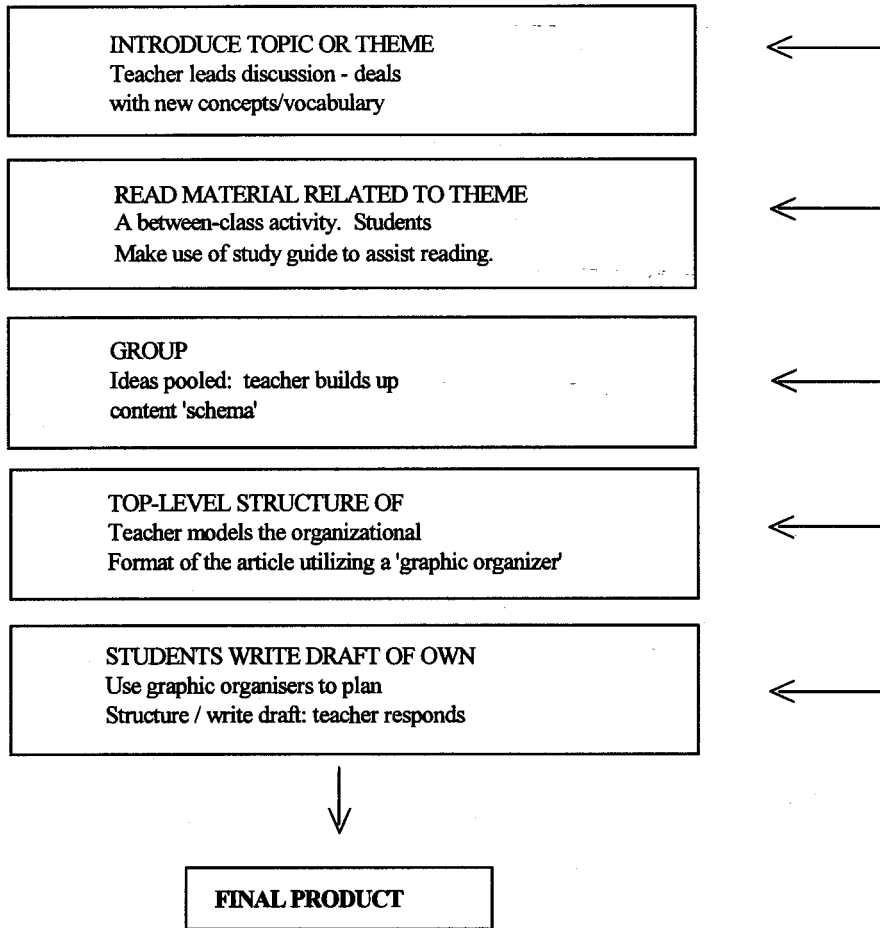 INTRODUCE TOPIC OR THEME
Teacher leads discussion - deals
with new concepts/vocabulary
READ MATERIAL RELATED TO THEME
A between-class activity. Students
Make use of study guide to assist reading.
GROUP
Ideas pooled: teacher builds up
content 'schema'
TOP-LEVEL STRUCTURE OF
Teacher models the organizational
Format of the article utilizing a 'graphic organizer'
STUDENTS WRITE DRAFT OF OWN
Use graphic organisers to plan
Structure / write draft: teacher responds
FINAL PRODUCT